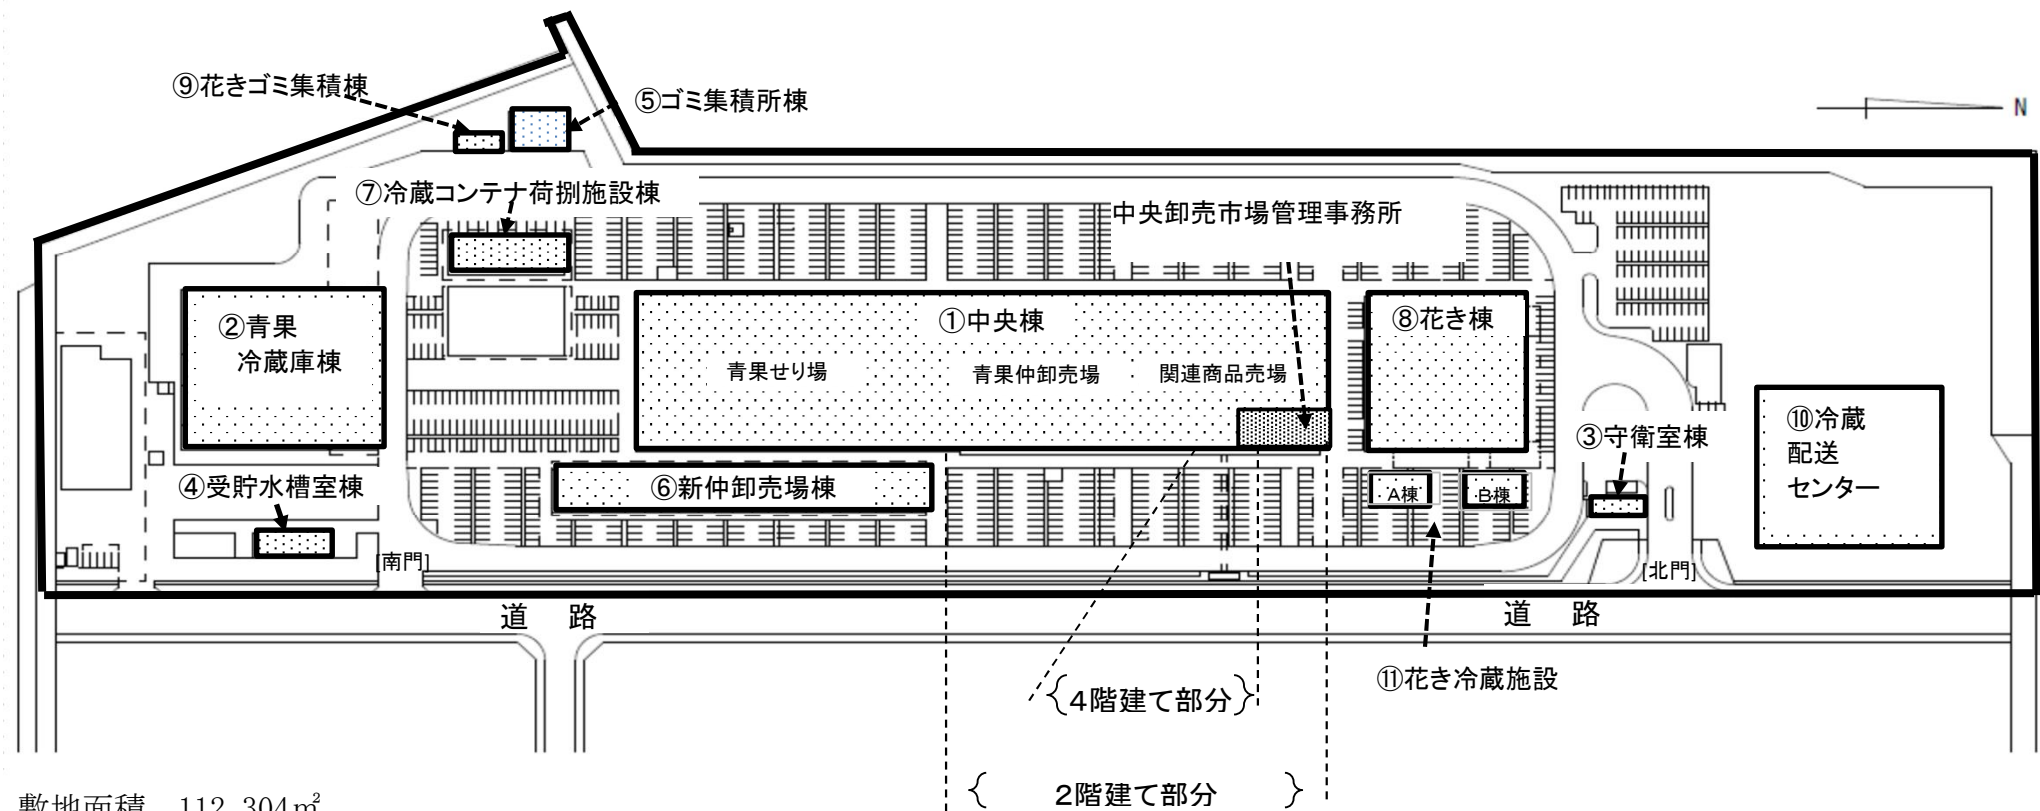 ⑨花きゴミ集積棟
⑤ゴミ集積所棟
N
⑦冷蔵コンテナ荷捌施設棟
中央卸売市場管理事務所
②青果
冷蔵庫棟
①中央棟
⑧花き棟
青果せり場
青果仲卸売場
関連商品売場
⑩冷蔵
配送
センター
③守衛室棟
④受貯水槽室棟
⑥新仲卸売場棟
A棟
B棟
[南門]
[北門]
道 路
道 路
⑪花き冷蔵施設
{4階建て部分}
{ 2階建て部分 }
敷地面積 112,304㎡